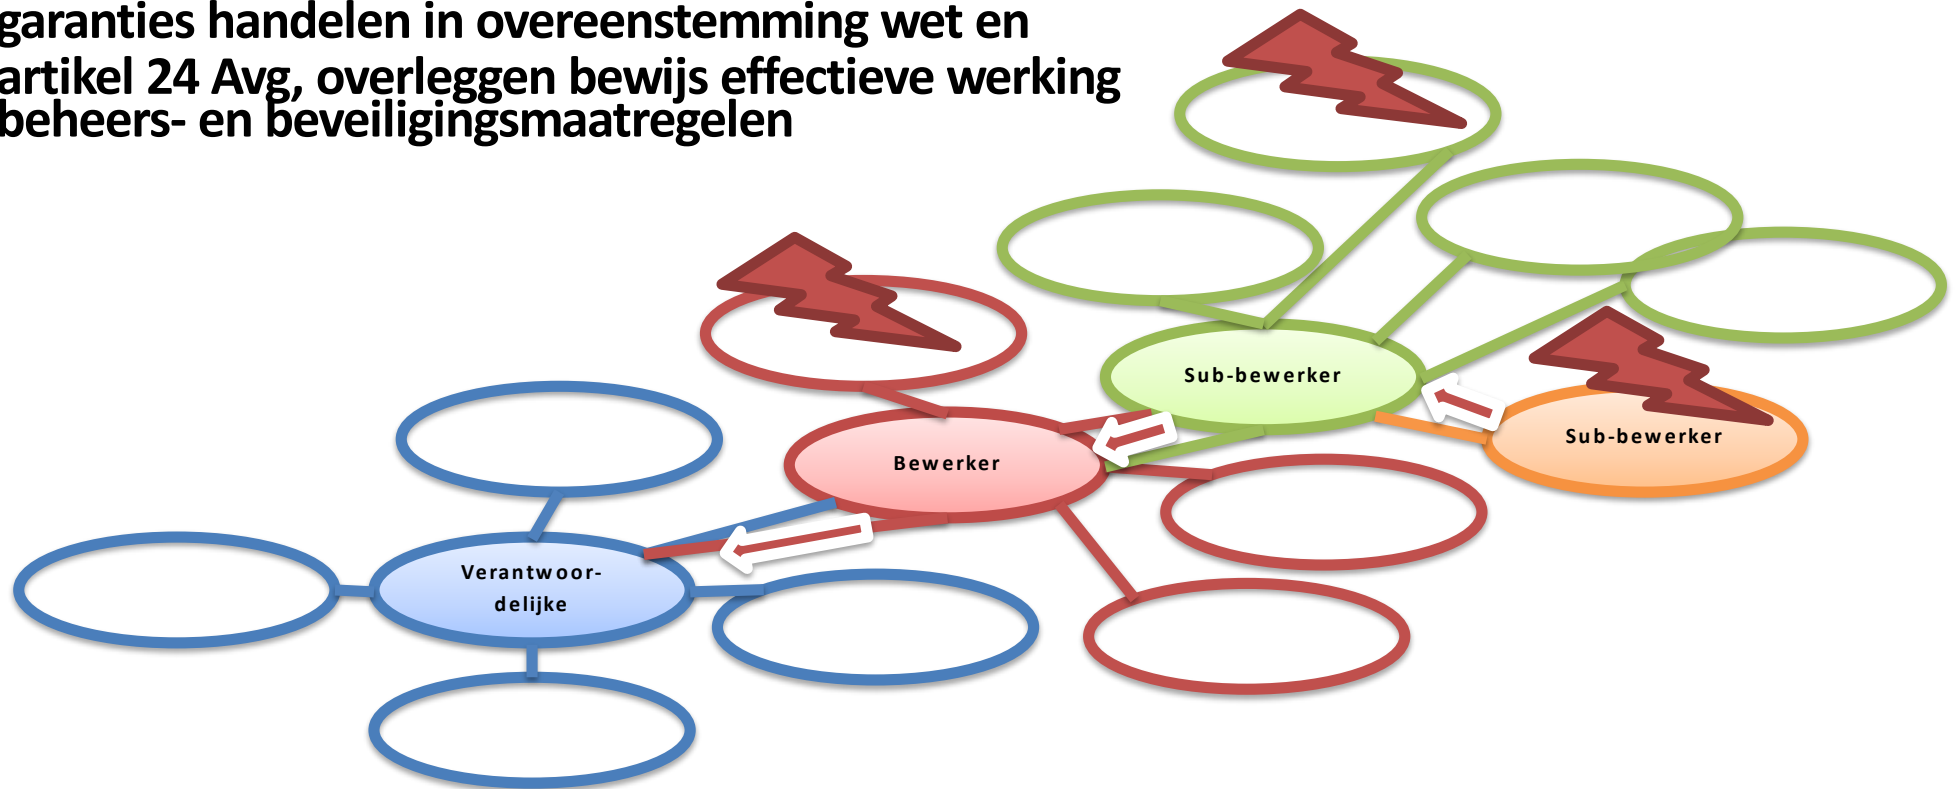 garanties handelen in overeenstemming wet en
artikel 24 Avg, overleggen bewijs effectieve werking
beheers- en beveiligingsmaatregelen
Sub-bewerker
Sub-bewerker
Bewerker
Verantwoor-
delijke